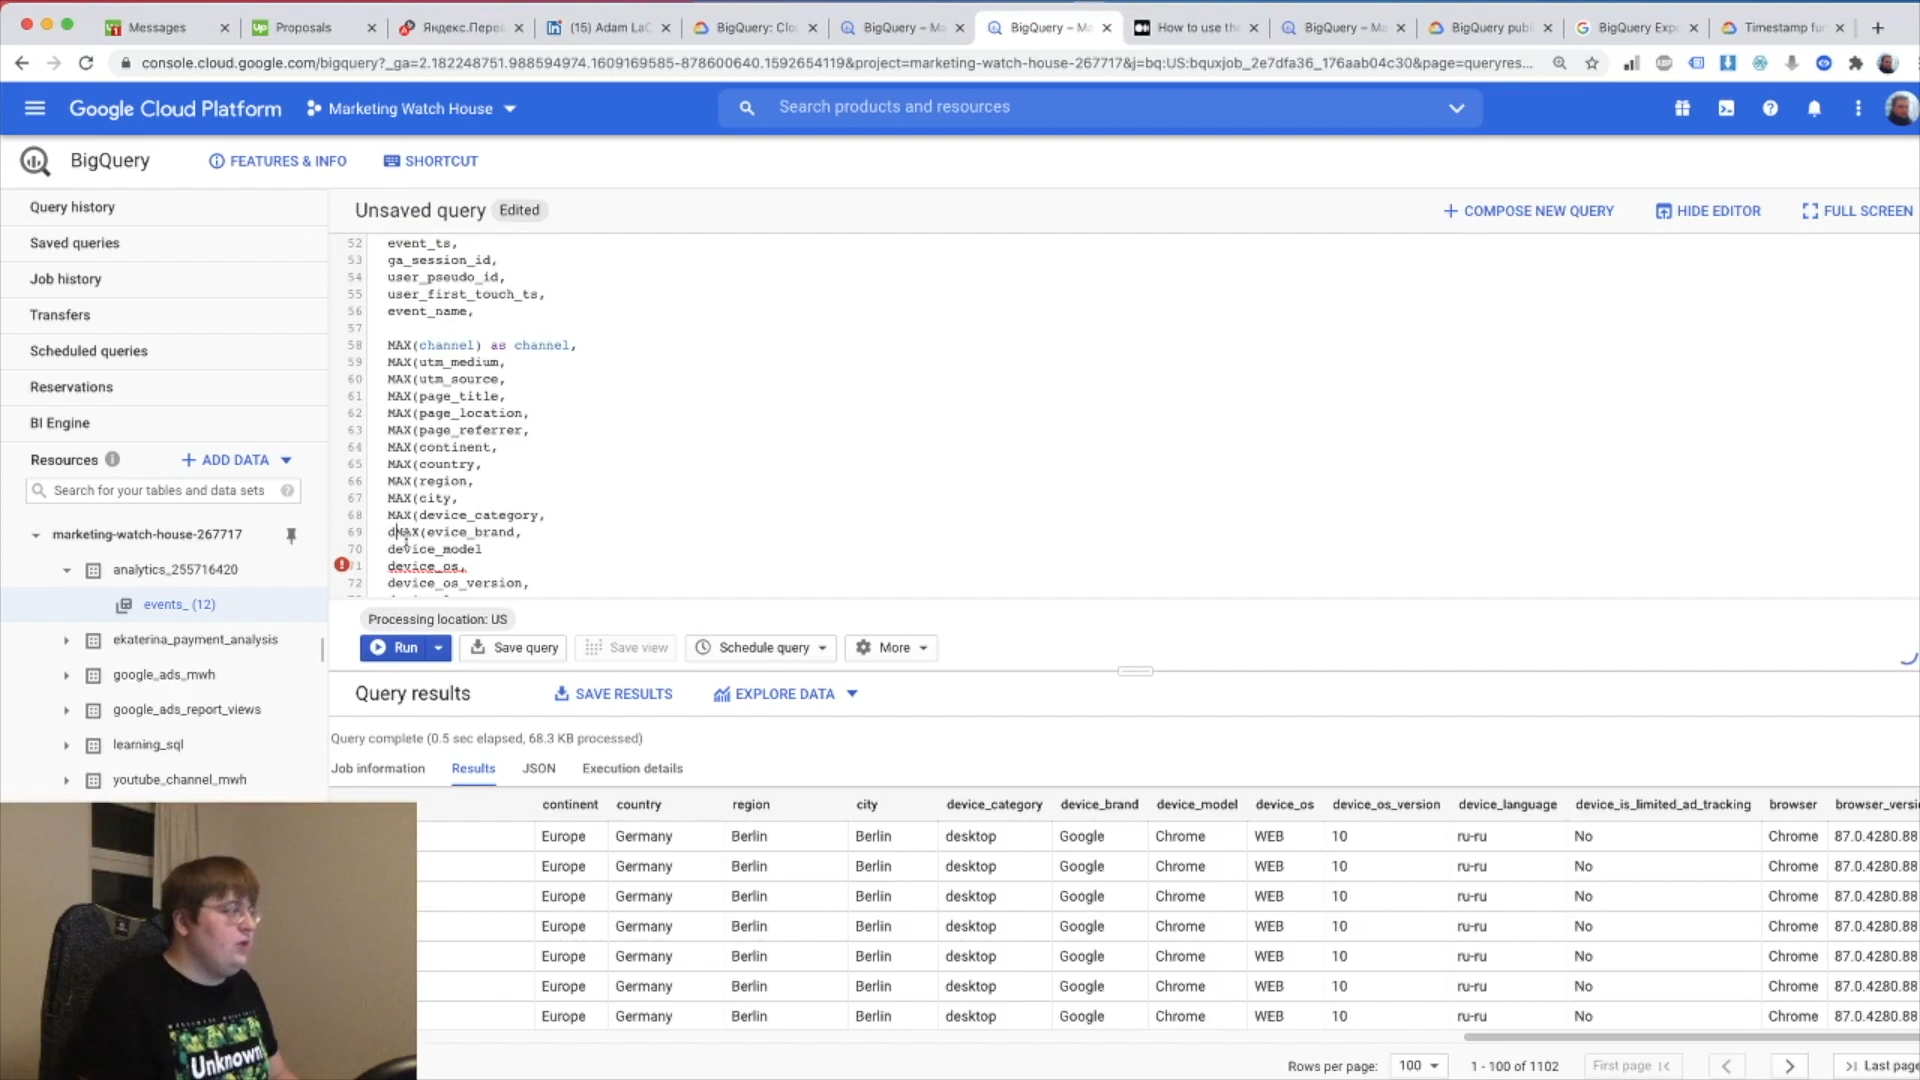 Messages
Proposals
Яндекс.Пере
(15) Adam LaC
BigQuery: Clo
BigQuery – Ma
BigQuery – Ma
How to use th
BigQuery – Ma
BigQuery publ
BigQuery Expo
Timestamp fun
console.cloud.google.com/bigquery?_ga=2.182248751.988594974.1609169585-878600640.1592654119&project=marketing-watch-house-267717&j=bq:US:bquxjob_2e7dfa36_176aab04c30&page=queryres...
Google Cloud Platform
Marketing Watch House
Search products and resources
BigQuery
FEATURES & INFO
SHORTCUT
Query history
Saved queries
Job history
Transfers
Scheduled queries
Reservations
BI Engine
Resources
ADD DATA
Search for your tables and data sets
marketing-watch-house-267717
analytics_255716420
events_ (12)
ekaterina_payment_analysis
google_ads_mwh
google_ads_report_views
learning_sql
youtube_channel_mwh
Unsaved query
Edited
COMPOSE NEW QUERY
HIDE EDITOR
FULL SCREEN
52 event_ts,
53 ga_session_id,
54 user_pseudo_id,
55 user_first_touch_ts,
56 event_name,
57
58 MAX(channel) as channel,
59 MAX(utm_medium,
60 MAX(utm_source,
61 MAX(page_title,
62 MAX(page_location,
63 MAX(page_referrer,
64 MAX(continent,
65 MAX(country,
66 MAX(region,
67 MAX(city,
68 MAX(device_category,
69 dMAX(evice_brand,
70 device_model
71 device_os,
72 device_os_version,
Processing location: US
Run
Save query
Save view
Schedule query
More
Query results
SAVE RESULTS
EXPLORE DATA
Query complete (0.5 sec elapsed, 68.3 KB processed)
Job information
Results
JSON
Execution details
continent country region city device_category device_brand device_model device_os device_os_version device_language device_is_limited_ad_tracking browser browser_versi
Europe Germany Berlin Berlin desktop Google Chrome WEB 10 ru-ru No Chrome 87.0.4280.88
Europe Germany Berlin Berlin desktop Google Chrome WEB 10 ru-ru No Chrome 87.0.4280.88
Europe Germany Berlin Berlin desktop Google Chrome WEB 10 ru-ru No Chrome 87.0.4280.88
Europe Germany Berlin Berlin desktop Google Chrome WEB 10 ru-ru No Chrome 87.0.4280.88
Europe Germany Berlin Berlin desktop Google Chrome WEB 10 ru-ru No Chrome 87.0.4280.88
Europe Germany Berlin Berlin desktop Google Chrome WEB 10 ru-ru No Chrome 87.0.4280.88
Europe Germany Berlin Berlin desktop Google Chrome WEB 10 ru-ru No Chrome 87.0.4280.88
Rows per page:
100
1 - 100 of 1102
First page
Last page
Unknown